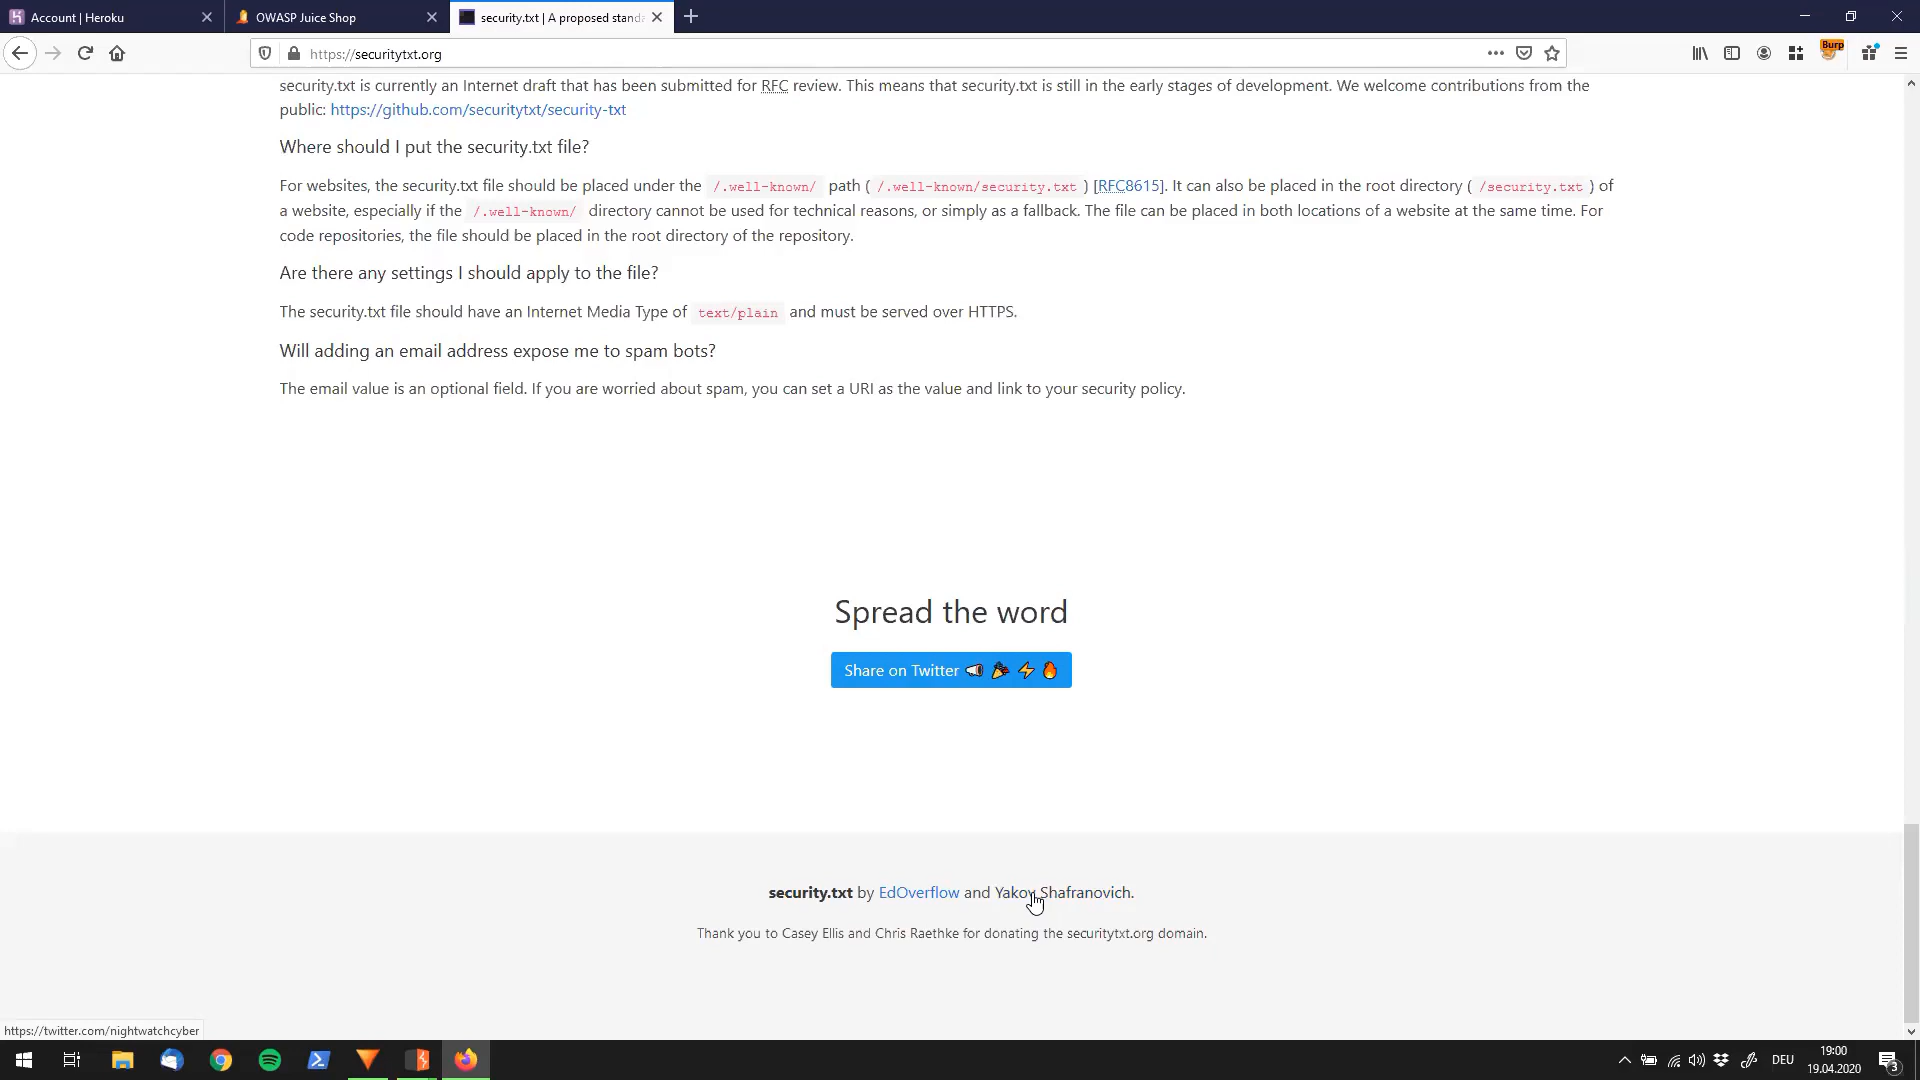 Account | Heroku
OWASP Juice Shop
security.txt | A proposed standa
https://securitytxt.org
Burp
security.txt is currently an Internet draft that has been submitted for RFC review. This means that security.txt is still in the early stages of development. We welcome contributions from the
public: https://github.com/securitytxt/security-txt
Where should I put the security.txt file?
For websites, the security.txt file should be placed under the /.well-known/ path ( /.well-known/security.txt ) [RFC8615]. It can also be placed in the root directory ( /security.txt ) of
a website, especially if the /.well-known/ directory cannot be used for technical reasons, or simply as a fallback. The file can be placed in both locations of a website at the same time. For
code repositories, the file should be placed in the root directory of the repository.
Are there any settings I should apply to the file?
The security.txt file should have an Internet Media Type of text/plain and must be served over HTTPS.
Will adding an email address expose me to spam bots?
The email value is an optional field. If you are worried about spam, you can set a URI as the value and link to your security policy.
Spread the word
Share on Twitter 📢 🎉 ⚡ 🔥
security.txt by EdOverflow and Yakov Shafranovich.
Thank you to Casey Ellis and Chris Raethke for donating the securitytxt.org domain.
https://twitter.com/nightwatchcyber
DEU
19:00
19.04.2020
3